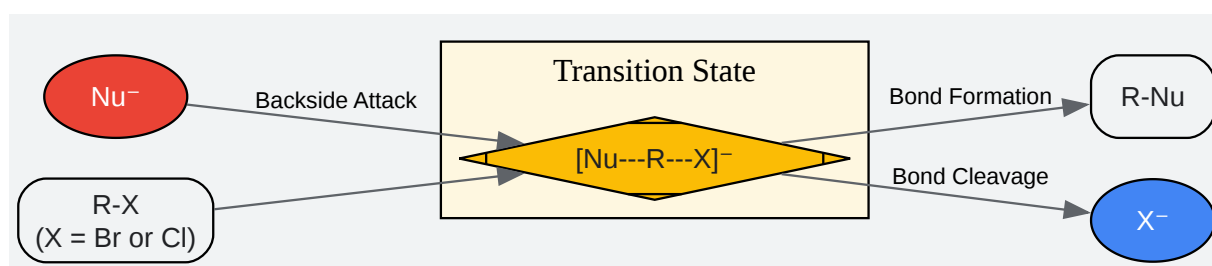 Nu⁻
Backside Attack
R-X
(X = Br or Cl)
Transition State
[Nu---R---X]⁻
Bond Formation
R-Nu
Bond Cleavage
X⁻